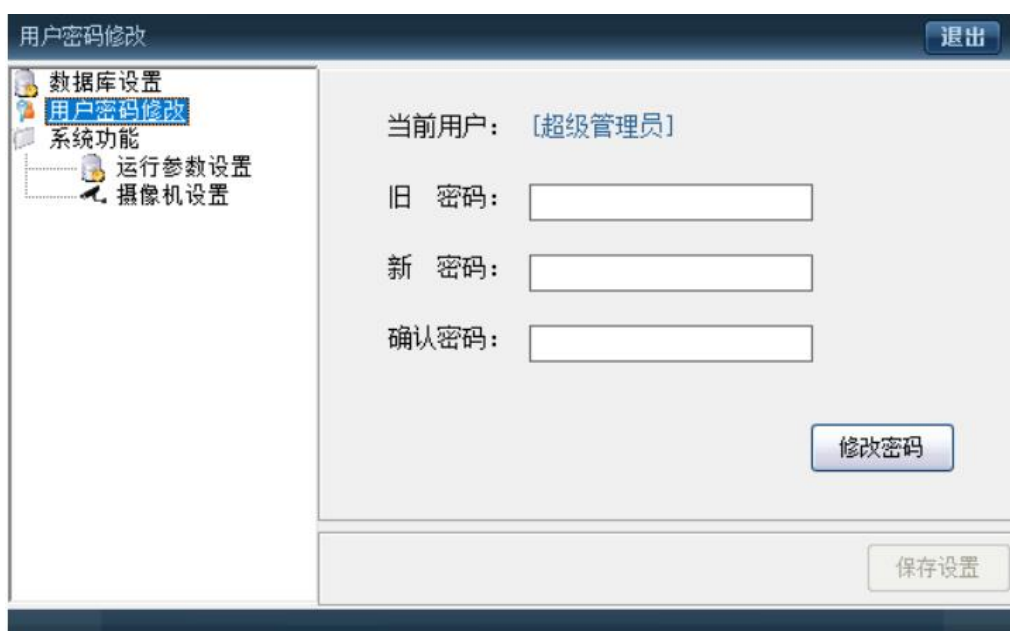 用户密码修改
退出
数据库设置
用户密码修改
系统功能
运行参数设置
摄像机设置
当前用户： [超级管理员]
旧 密码：
新 密码：
确认密码：
修改密码
保存设置